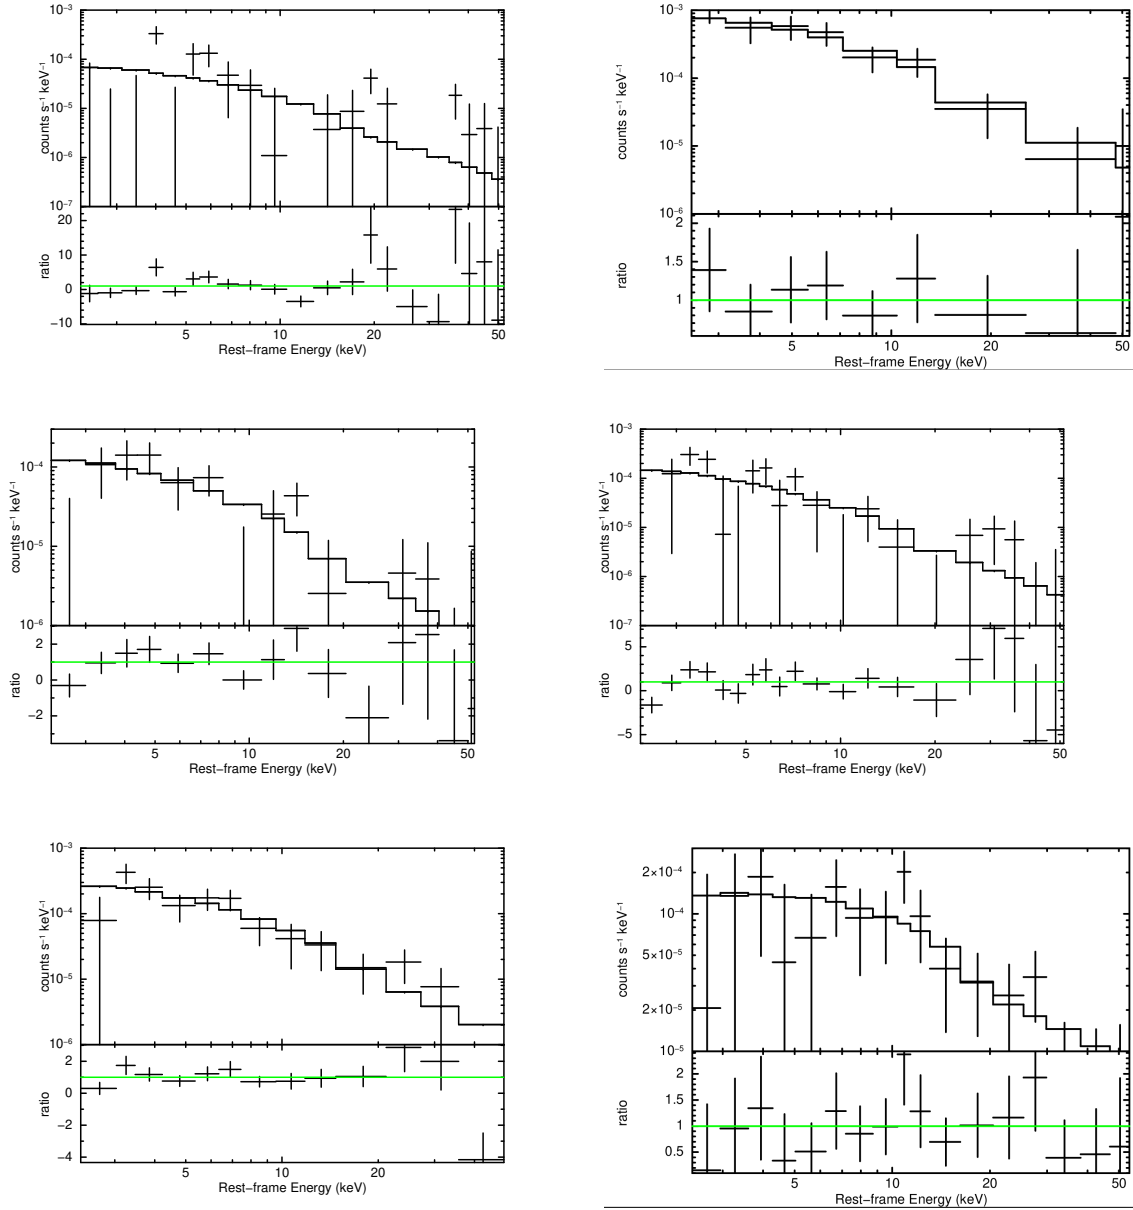 10⁻³
10⁻⁴
10⁻⁵
10⁻⁶
10⁻⁷
counts s⁻¹ keV⁻¹
20
10
0
−10
ratio
5 10 20 50
Rest−frame Energy (keV)
10⁻³
10⁻⁴
10⁻⁵
10⁻⁶
counts s⁻¹ keV⁻¹
2
1.5
1
ratio
5 10 20 50
Rest−frame Energy (keV)
10⁻⁴
10⁻⁵
10⁻⁶
counts s⁻¹ keV⁻¹
2
0
−2
ratio
5 10 20 50
Rest−frame Energy (keV)
10⁻³
10⁻⁴
10⁻⁵
10⁻⁶
10⁻⁷
counts s⁻¹ keV⁻¹
5
0
−5
ratio
5 10 20 50
Rest−frame Energy (keV)
10⁻³
10⁻⁴
10⁻⁵
10⁻⁶
counts s⁻¹ keV⁻¹
2
0
−2
−4
ratio
5 10 20
Rest−frame Energy (keV)
2×10⁻⁴
10⁻⁴
5×10⁻⁵
2×10⁻⁵
10⁻⁵
counts s⁻¹ keV⁻¹
2
1.5
1
0.5
ratio
5 10 20 50
Rest−frame Energy (keV)